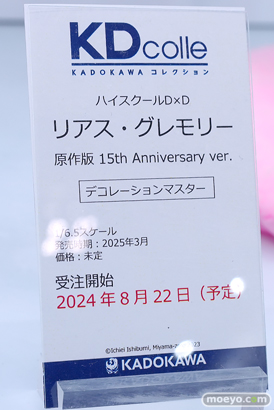 KDcolle
KADOKAWA コレクション
ハイスクールD×D
リアス・グレモリー
原作版 15th Anniversary ver.
デコレーションマスター
1/6.5スケール
発売時期：2025年3月
価格：未定
受注開始
2024年8月22日（予定）
©Ichiei Ishibumi, Miyama-
KADOKAWA
moeyo.com